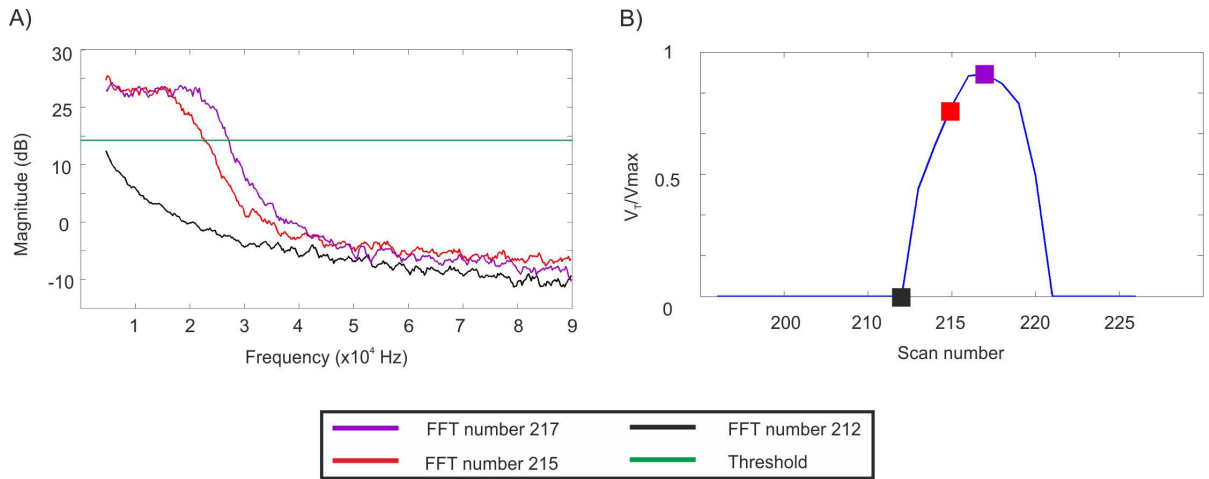 A)
30
25
10
0
-10
Magnitude (dB)
1 2 3 4 5 6 7 8 9
Frequency (x10⁴ Hz)
B)
1
0.5
0
V_T/Vmax
200 210 215 220 225
Scan number
FFT number 217
FFT number 212
FFT number 215
Threshold